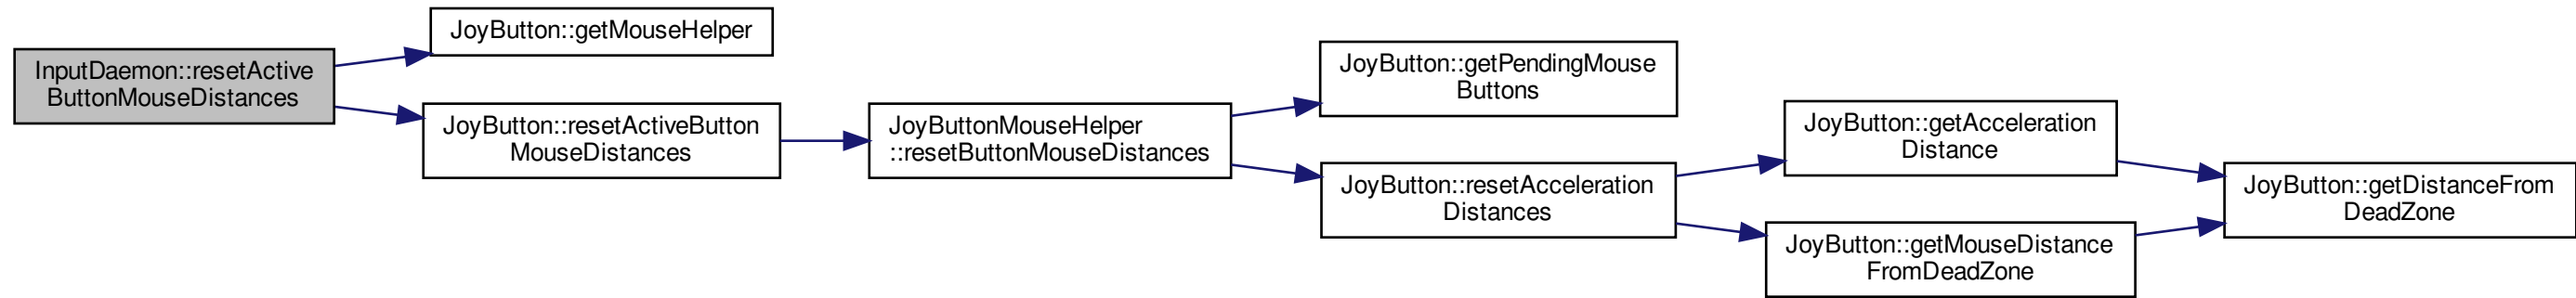 InputDaemon::resetActive
ButtonMouseDistances
JoyButton::getMouseHelper
JoyButton::resetActiveButton
MouseDistances
JoyButtonMouseHelper
::resetButtonMouseDistances
JoyButton::getPendingMouse
Buttons
JoyButton::resetAcceleration
Distances
JoyButton::getAcceleration
Distance
JoyButton::getMouseDistance
FromDeadZone
JoyButton::getDistanceFrom
DeadZone